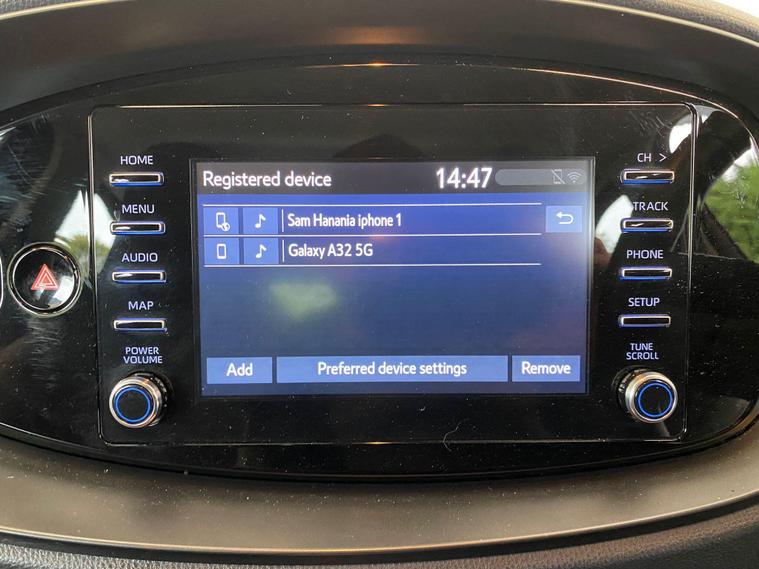 HOME
MENU
AUDIO
MAP
POWER
VOLUME
Registered device
14:47
Sam Hanania iphone 1
Galaxy A32 5G
Add
Preferred device settings
Remove
CH >
TRACK
PHONE
SETUP
TUNE
SCROLL